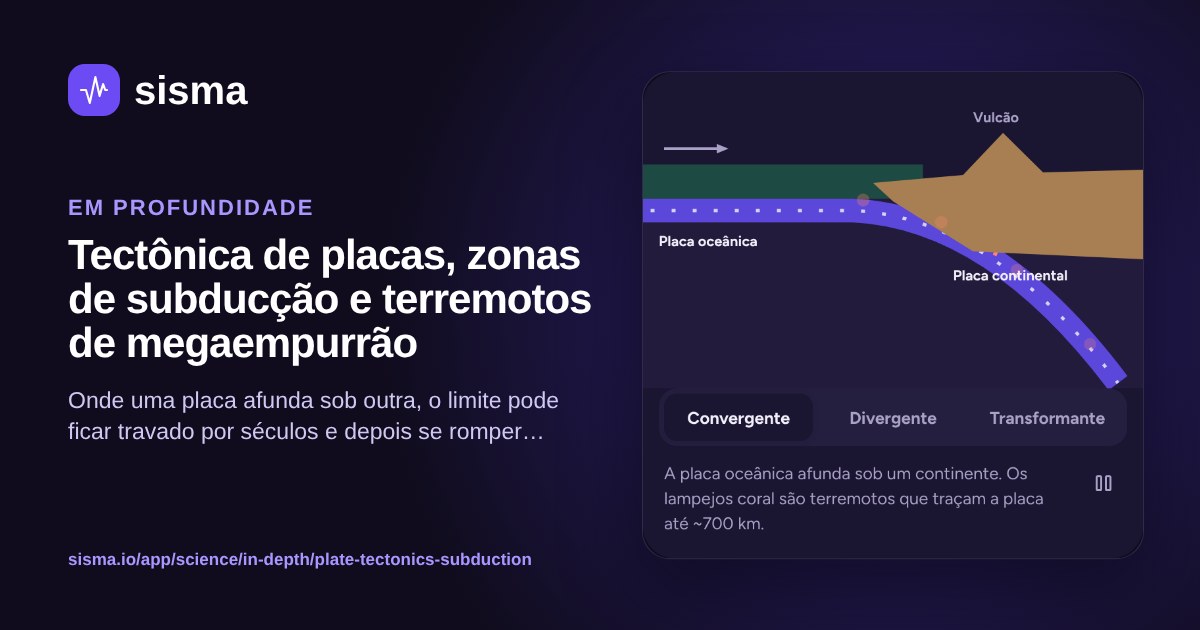 sisma
EM PROFUNDIDADE
Tectônica de placas, zonas
de subducção e terremotos
de megaempurrão
Onde uma placa afunda sob outra, o limite pode
ficar travado por séculos e depois se romper…
sisma.io/app/science/in-depth/plate-tectonics-subduction
Vulcão
Placa oceânica
Placa continental
Convergente
Divergente
Transformante
A placa oceânica afunda sob um continente. Os
lampejos coral são terremotos que traçam a placa
até ~700 km.